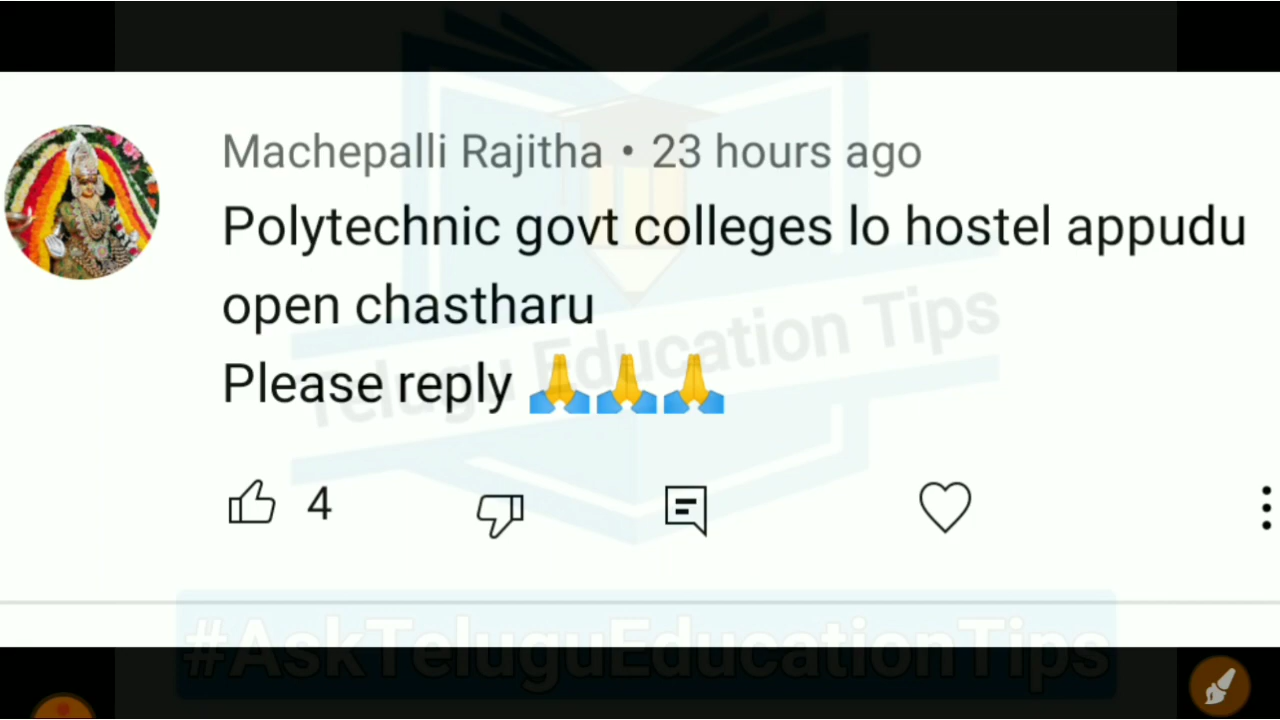 Machepalli Rajitha • 23 hours ago
Polytechnic govt colleges lo hostel appudu
open chastharu
Please reply 🙏🙏🙏
4
Telugu Education Tips
#AskTeluguEducationTips